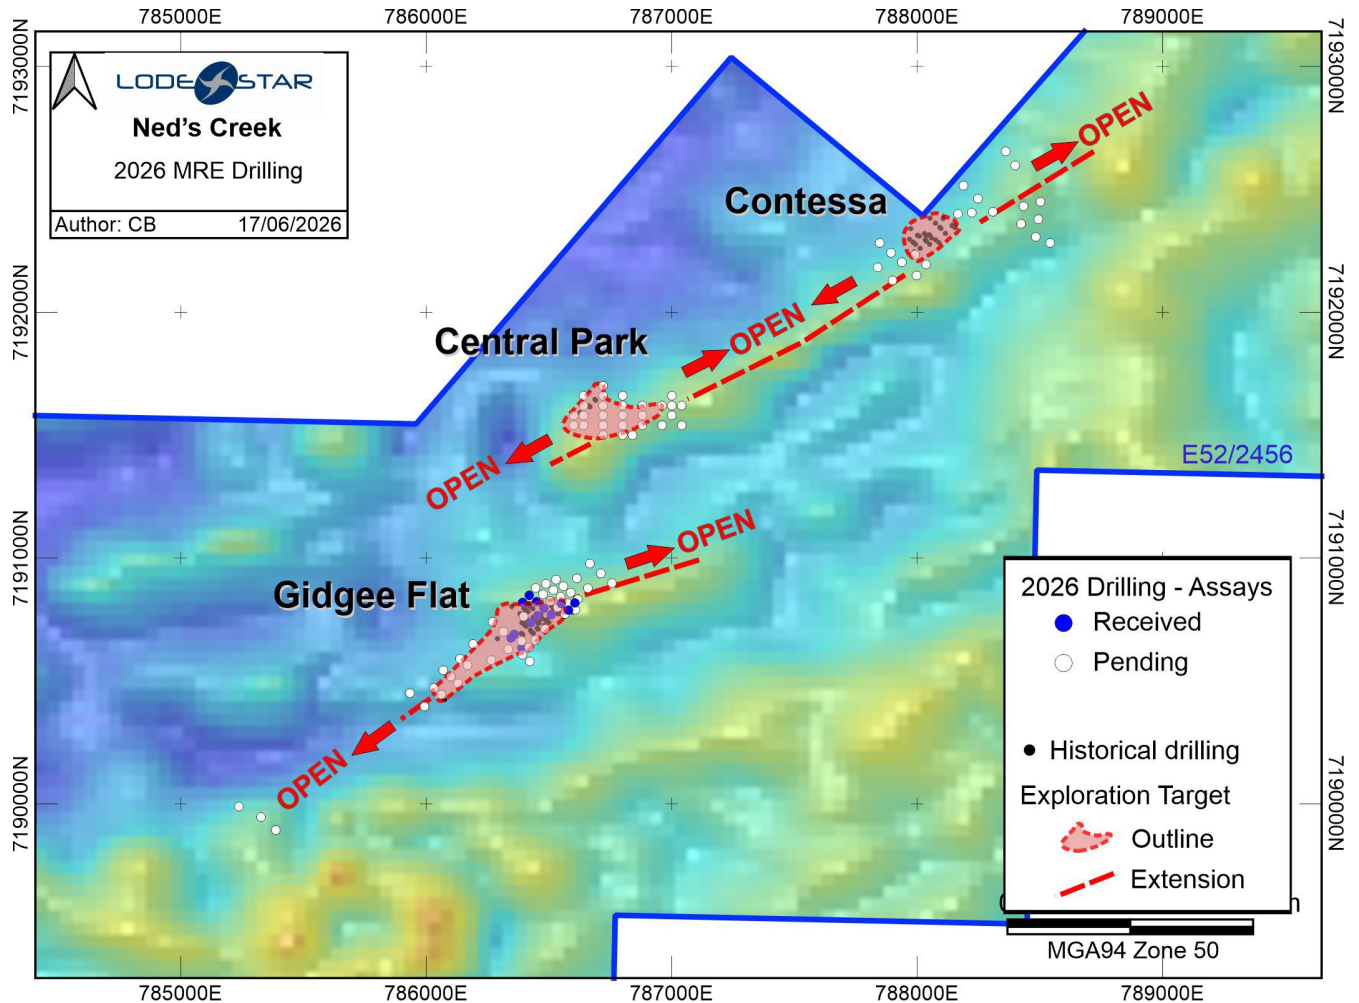 785000E
786000E
787000E
788000E
789000E
7193000N
7193000N
LODESTAR
Ned's Creek
2026 MRE Drilling
Author: CB
17/06/2026
OPEN
Contessa
7192000N
7192000N
OPEN
Central Park
OPEN
E52/2456
OPEN
7191000N
7191000N
Gidgee Flat
2026 Drilling - Assays
Received
Pending
Historical drilling
Exploration Target
Outline
Extension
OPEN
7190000N
7190000N
MGA94 Zone 50
785000E
786000E
787000E
788000E
789000E